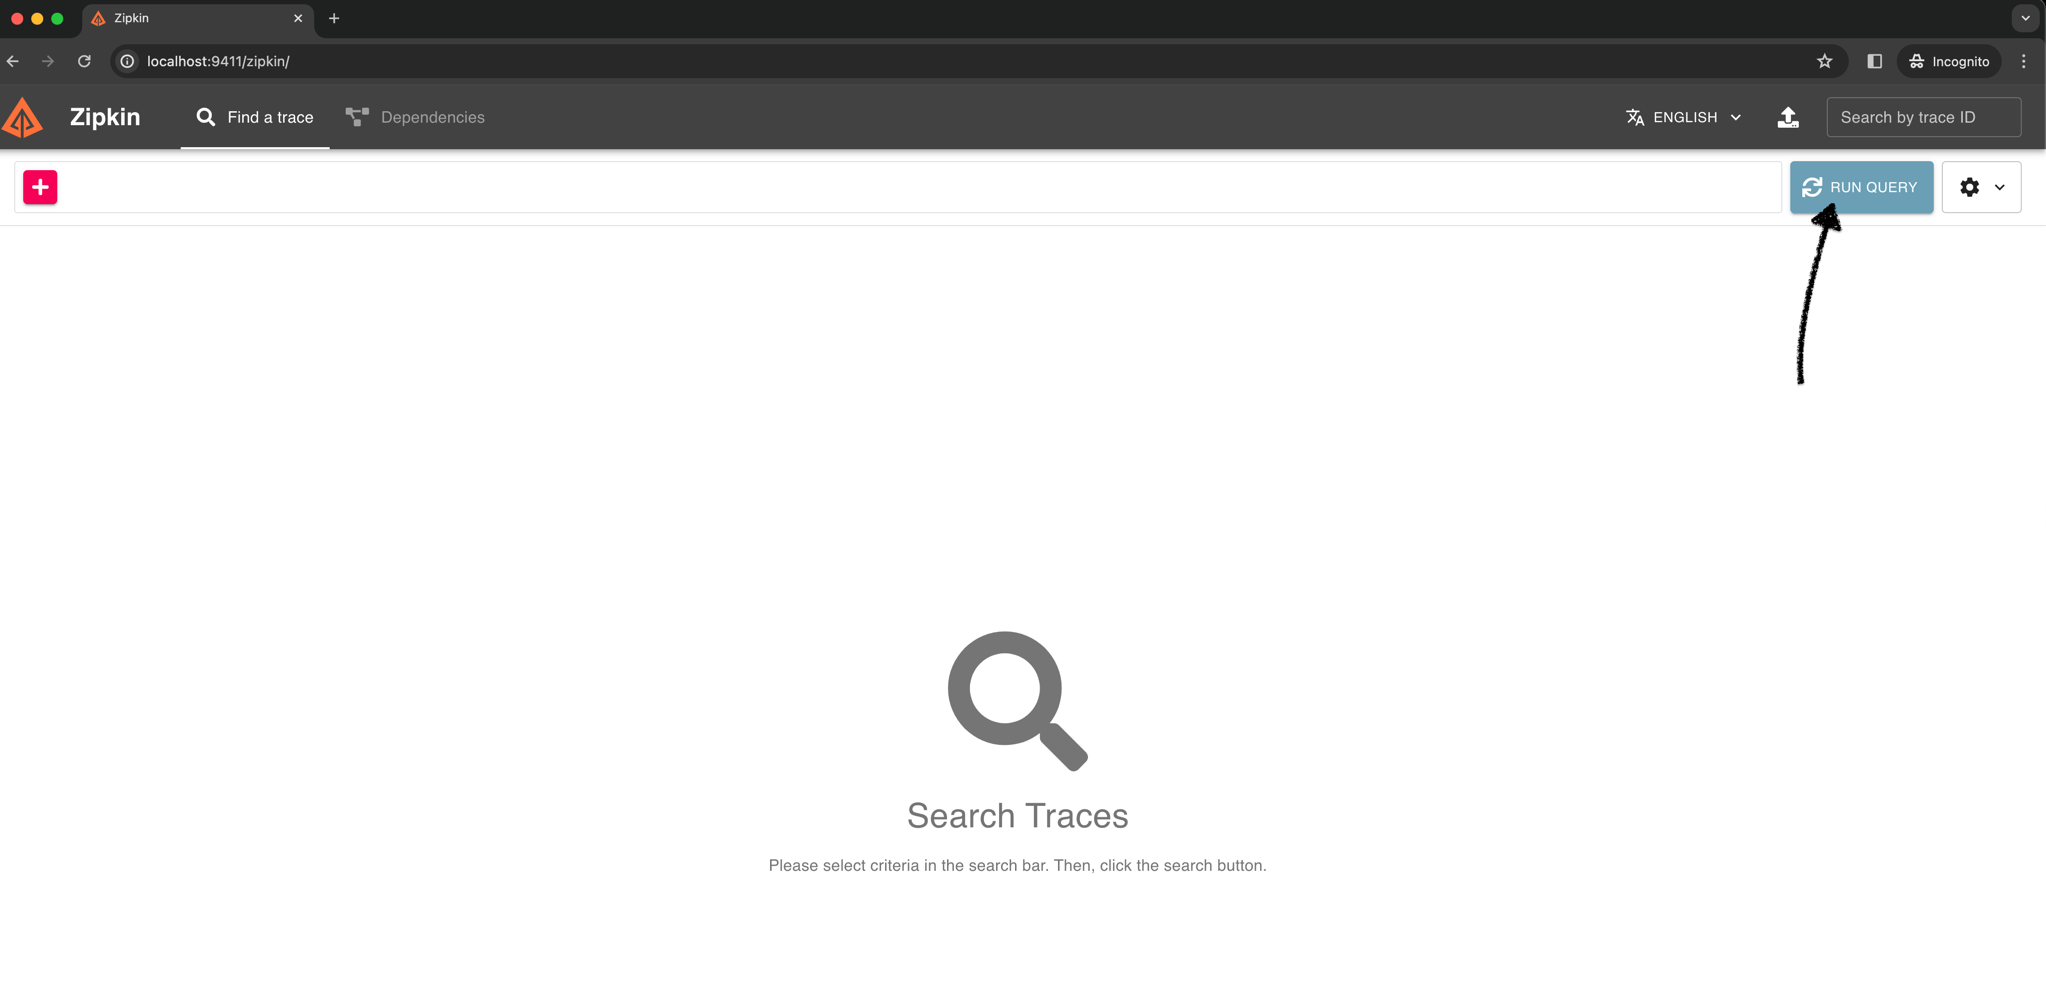 Zipkin
localhost:9411/zipkin/
Incognito
Zipkin
Find a trace
Dependencies
ENGLISH
Search by trace ID
RUN QUERY
Search Traces
Please select criteria in the search bar. Then, click the search button.